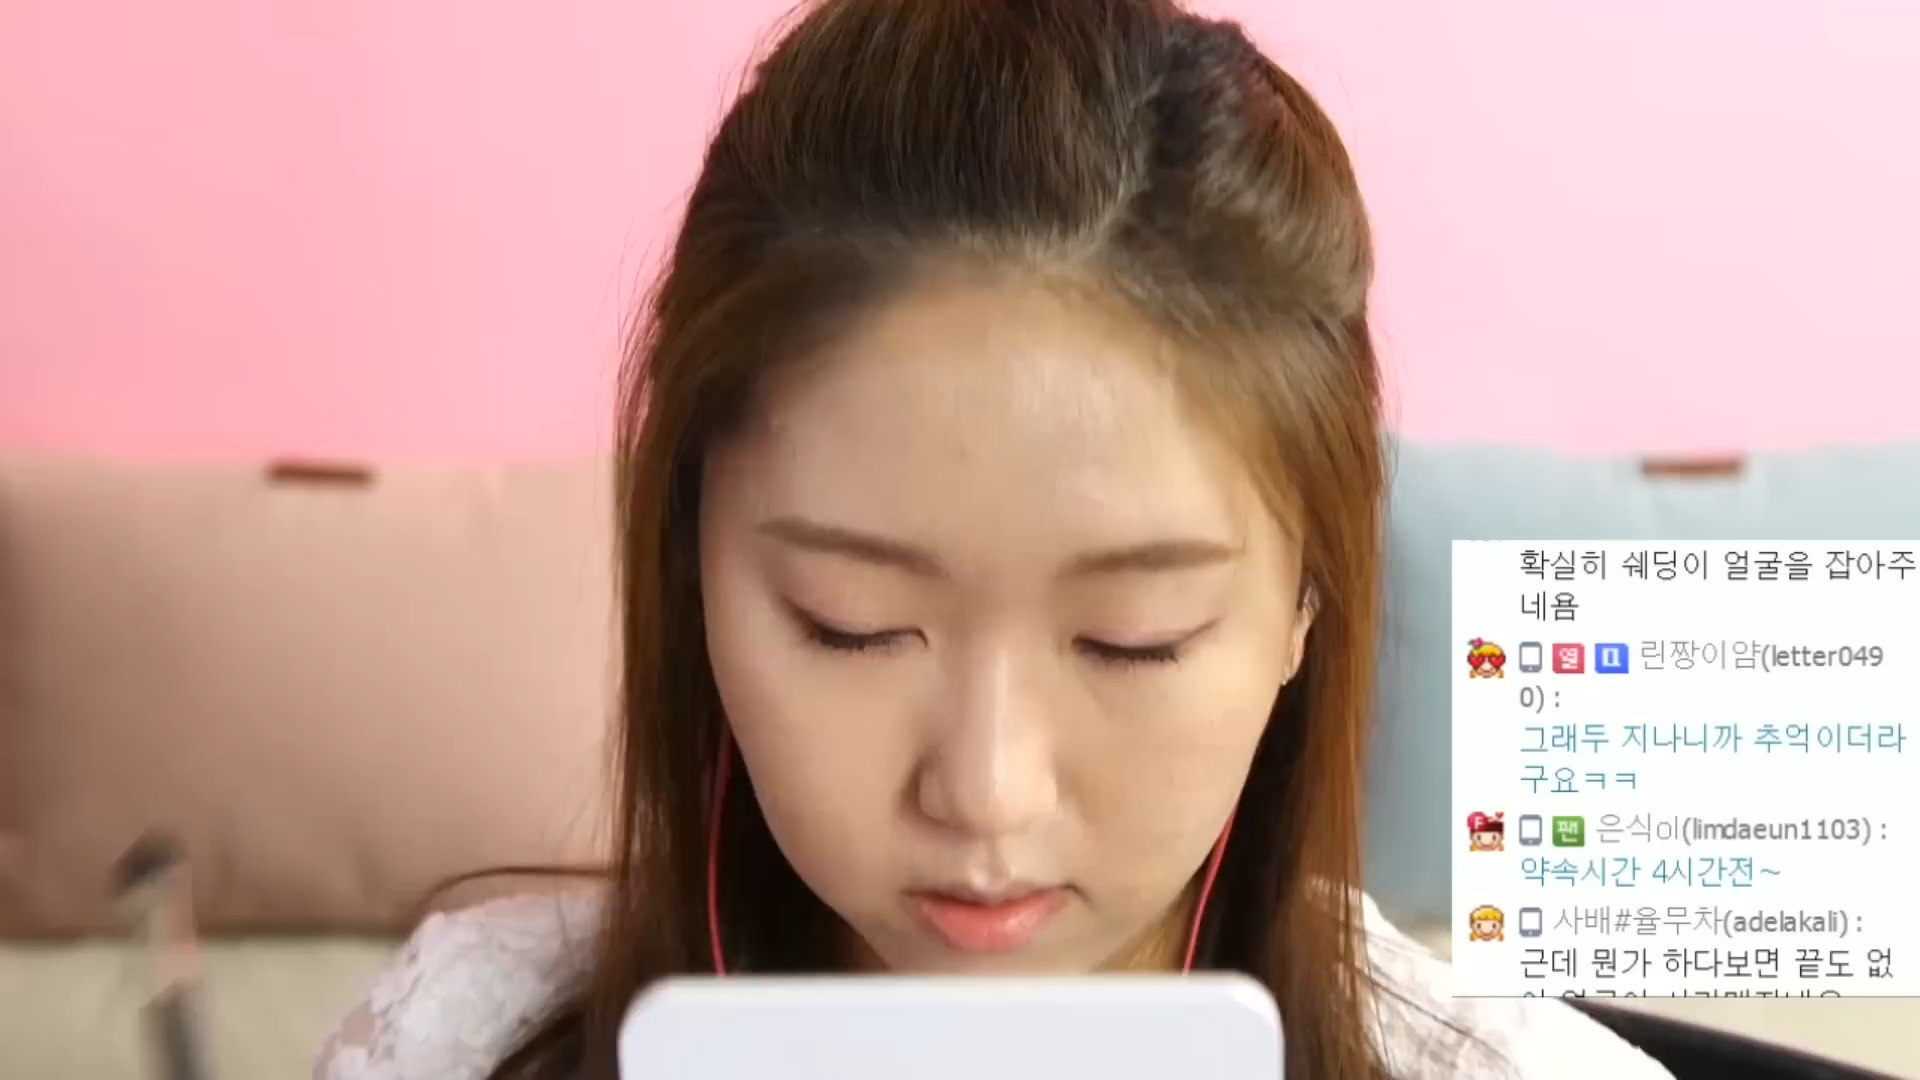 확실히 쉐딩이 얼굴을 잡아주
네욤
열 린짱이얌(letter049
0) :
그래두 지나니까 추억이더라
구요ㅋㅋ
F 팬 은식이(limdaeun1103) :
약속시간 4시간전~
사배#율무차(adelakali) :
근데 뭔가 하다보면 끝도 없